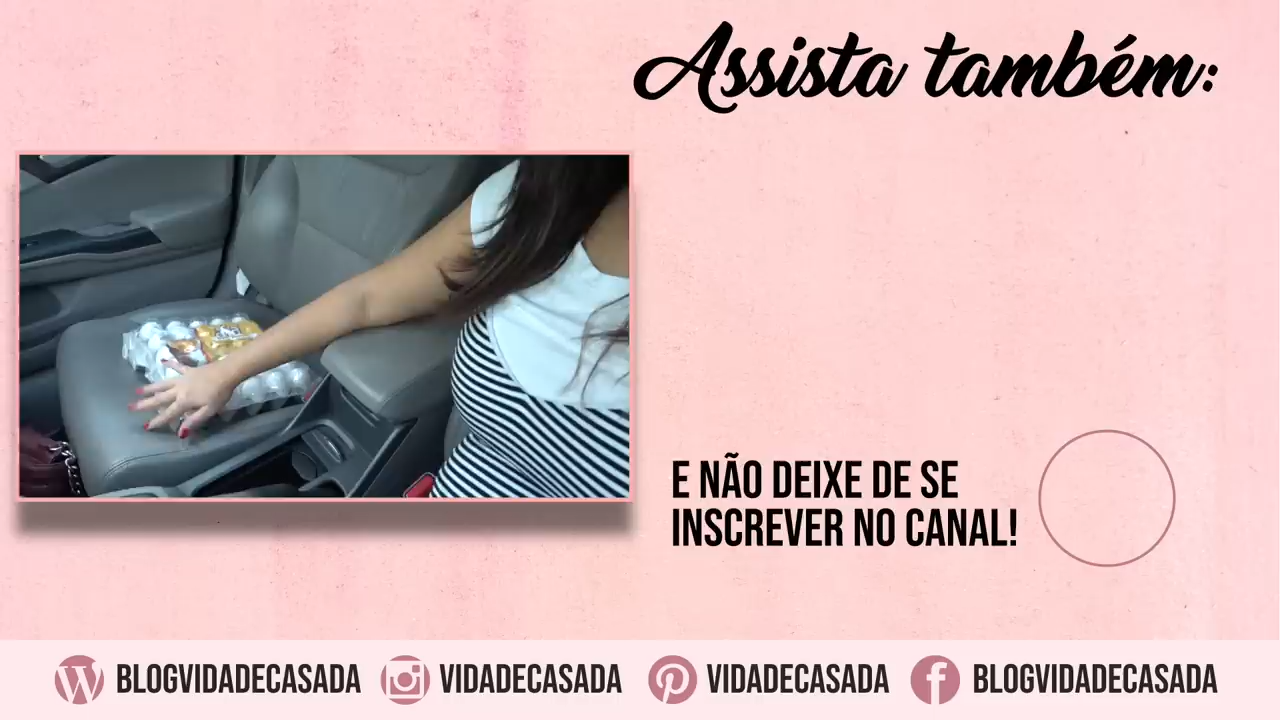 Assista também:
E NÃO DEIXE DE SE
INSCREVER NO CANAL!
BLOGVIDADECASADA
VIDADECASADA
VIDADECASADA
BLOGVIDADECASADA